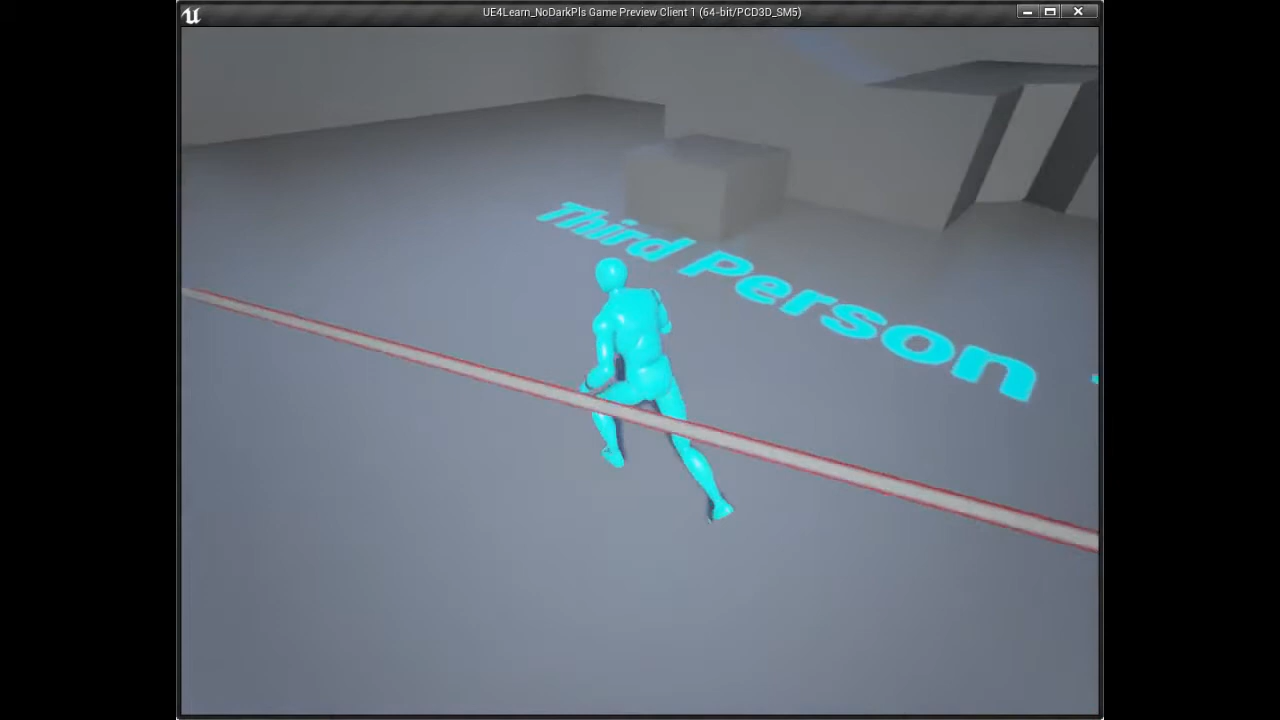 UE4Learn_NoDarkPls Game Preview Client 1 (64-bit/PCD3D_SM5)
Third Person